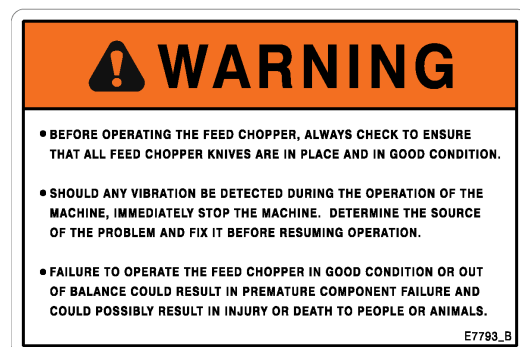 WARNING
• BEFORE OPERATING THE FEED CHOPPER, ALWAYS CHECK TO ENSURE
THAT ALL FEED CHOPPER KNIVES ARE IN PLACE AND IN GOOD CONDITION.
• SHOULD ANY VIBRATION BE DETECTED DURING THE OPERATION OF THE
MACHINE, IMMEDIATELY STOP THE MACHINE. DETERMINE THE SOURCE
OF THE PROBLEM AND FIX IT BEFORE RESUMING OPERATION.
• FAILURE TO OPERATE THE FEED CHOPPER IN GOOD CONDITION OR OUT
OF BALANCE COULD RESULT IN PREMATURE COMPONENT FAILURE AND
COULD POSSIBLY RESULT IN INJURY OR DEATH TO PEOPLE OR ANIMALS.
E7793_B